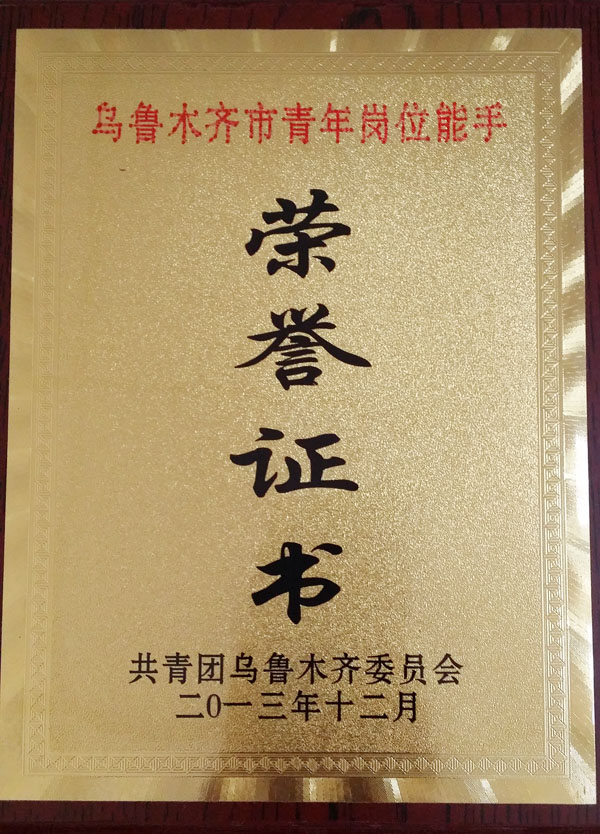 乌鲁木齐市青年岗位能手
荣誉证书
共青团乌鲁木齐委员会
二0一三年十二月